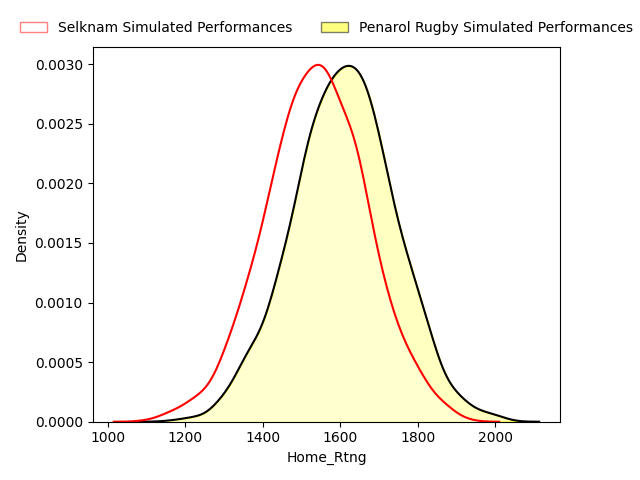 Selknam Simulated Performances
Penarol Rugby Simulated Performances
0.0030
0.0025
0.0020
0.0015
0.0010
0.0005
0.0000
Density
1000 1200 1400 1600 1800 2000
Home_Rtng